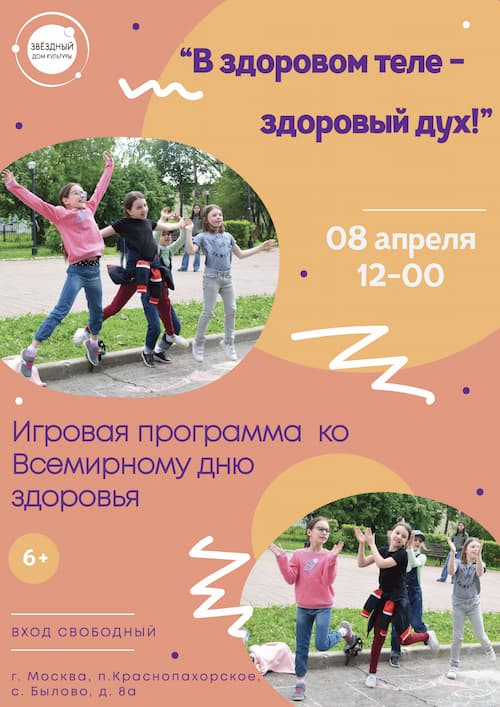 ЗВЁЗДНЫЙ
ДОМ КУЛЬТУРЫ
“В здоровом теле –
здоровый дух!”
08 апреля
12-00
Игровая программа ко
Всемирному дню
здоровья
6+
ВХОД СВОБОДНЫЙ
г. Москва, п.Краснопахорское,
с. Былово, д. 8а